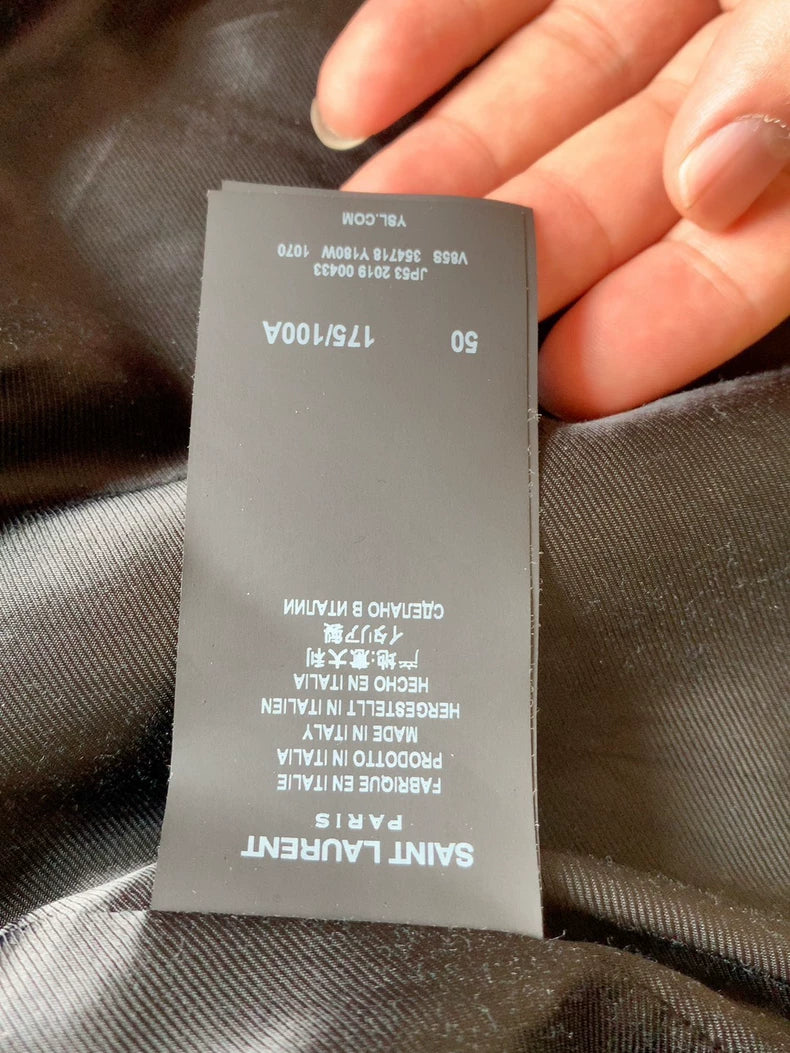 SAINT LAURENT
PARIS
FABRIQUE EN ITALIE
PRODOTTO IN ITALIA
MADE IN ITALY
HERGESTELLT IN ITALIEN
HECHO EN ITALIA
产地:意大利
イタリア製
СДЕЛАНО В ИТАЛИИ
50 175/100A
JP53 2019 00433
V85S 354718 Y180W 1070
YSL.COM